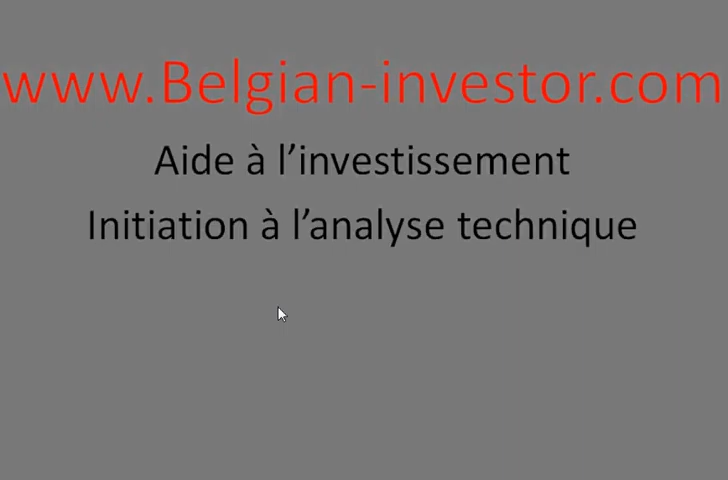 www.Belgian-investor.com
Aide à l’investissement
Initiation à l’analyse technique